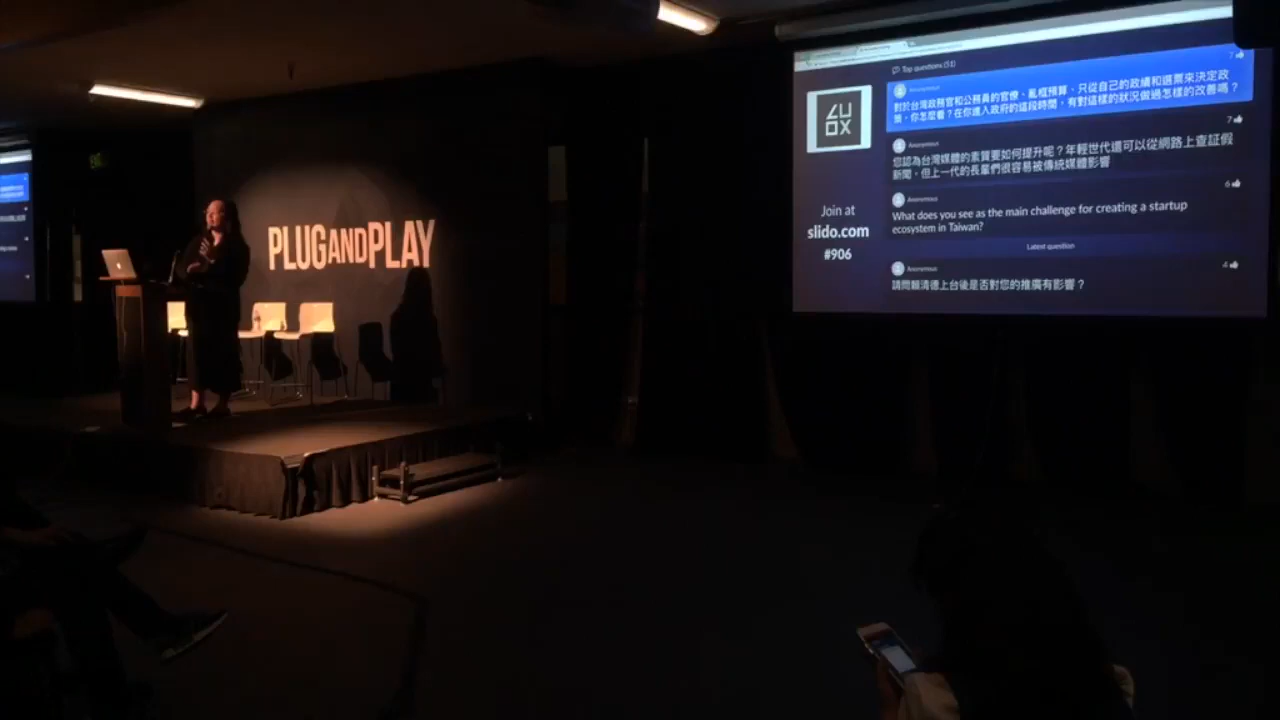 PLUGANDPLAY
Top questions (51)
Anonymous
7
對於台灣政務官和公務員的官僚、亂框預算、只從自己的政績和選票來決定政
策，你怎麼看？在你進入政府的這段時間，有對這樣的狀況做過怎樣的改善嗎？
Anonymous
7
您認為台灣媒體的素質要如何提升呢？年輕世代還可以從網路上查証假
新聞，但上一代的長輩們很容易被傳統媒體影響
Anonymous
6
What does you see as the main challenge for creating a startup
ecosystem in Taiwan?
Latest question
Anonymous
4
請問賴清德上台後是否對您的推廣有影響？
Join at
slido.com
#906